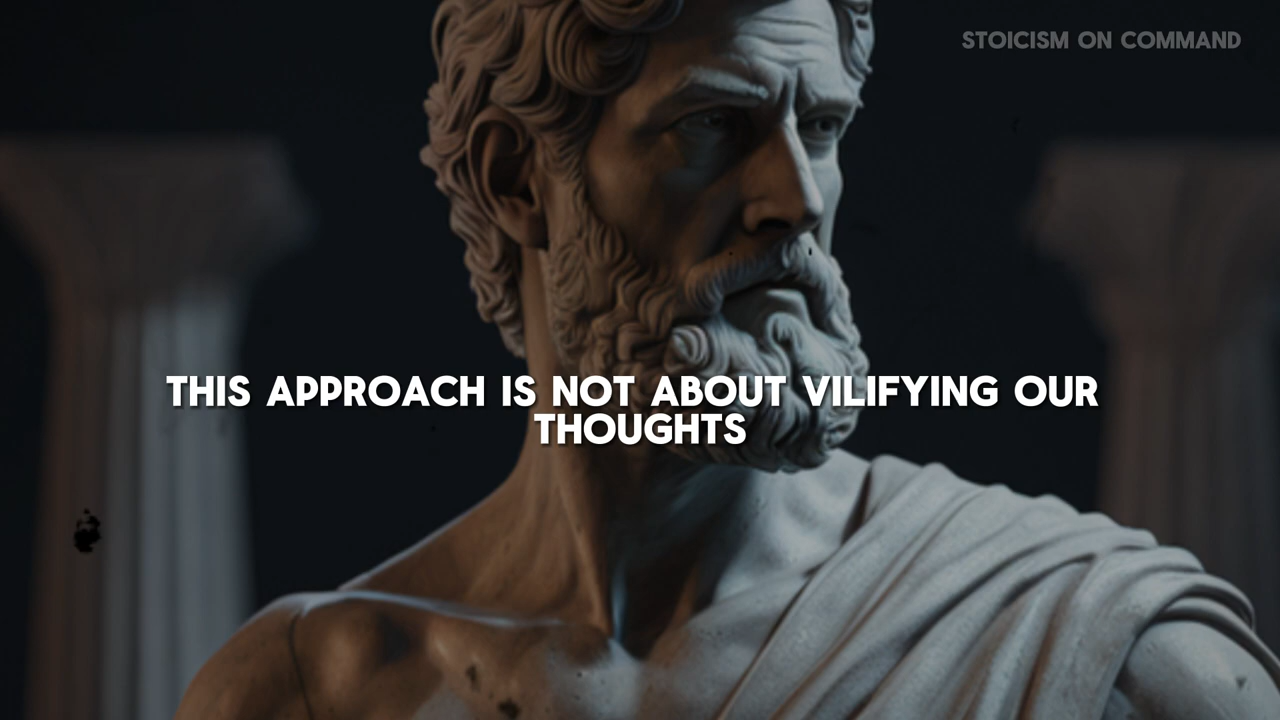 STOICISM ON COMMAND
THIS APPROACH IS NOT ABOUT VILIFYING OUR
THOUGHTS